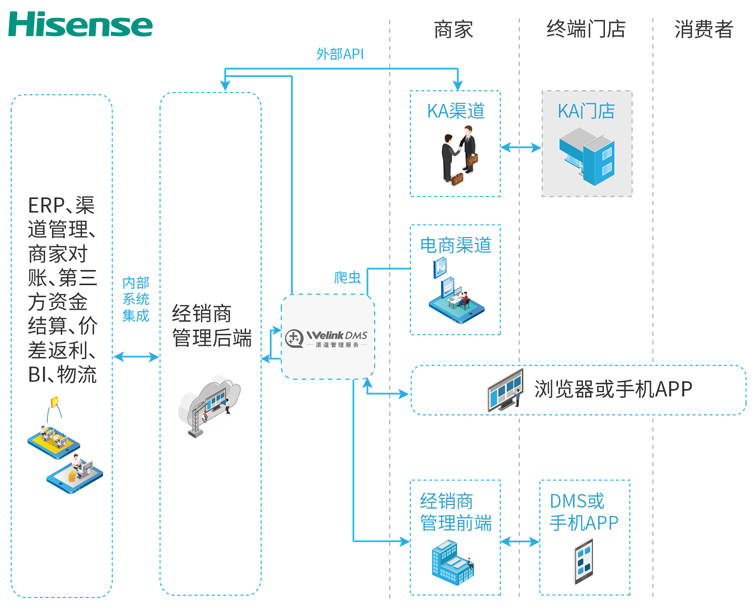 Hisense
商家
终端门店
消费者
外部API
KA渠道
KA门店
ERP、渠
道管理、
商家对
账、第三
方资金
结算、价
差返利、
BI、物流
内部
系统
集成
经销商
管理后端
爬虫
Welink DMS
渠道管理服务
电商渠道
浏览器或手机APP
经销商
管理前端
DMS或
手机APP